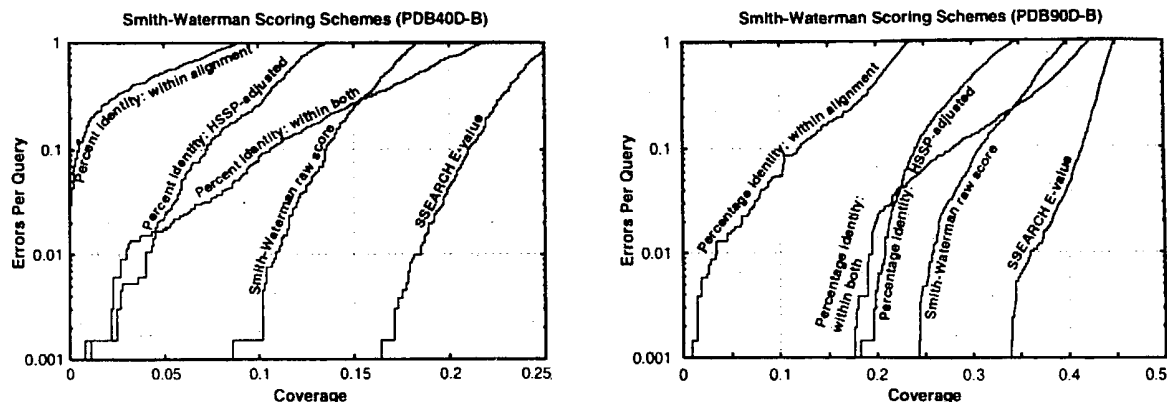 Smith-Waterman Scoring Schemes (PDB40D-B)
Errors Per Query
1
0.1
0.01
0.001
Percent identity: within alignment
Percent identity: HSSP-adjusted
Percent identity: within both
Smith-Waterman raw score
SSEARCH E-value
0
0.05
0.1
0.15
0.2
0.25
Coverage
Smith-Waterman Scoring Schemes (PDB90D-B)
Errors Per Query
1
0.1
0.01
0.001
Percentage identity: within alignment
Percentage identity:
within both
Percentage identity: HSSP-adjusted
Smith-Waterman raw score
SSEARCH E-value
0
0.1
0.2
0.3
0.4
0.5
Coverage